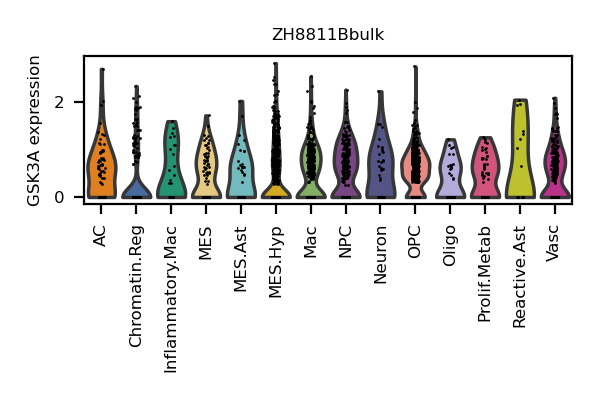 ZH8811Bbulk
GSK3A expression
2
0
AC
Chromatin.Reg
Inflammatory.Mac
MES
MES.Ast
MES.Hyp
Mac
NPC
Neuron
OPC
Oligo
Prolif.Metab
Reactive.Ast
Vasc